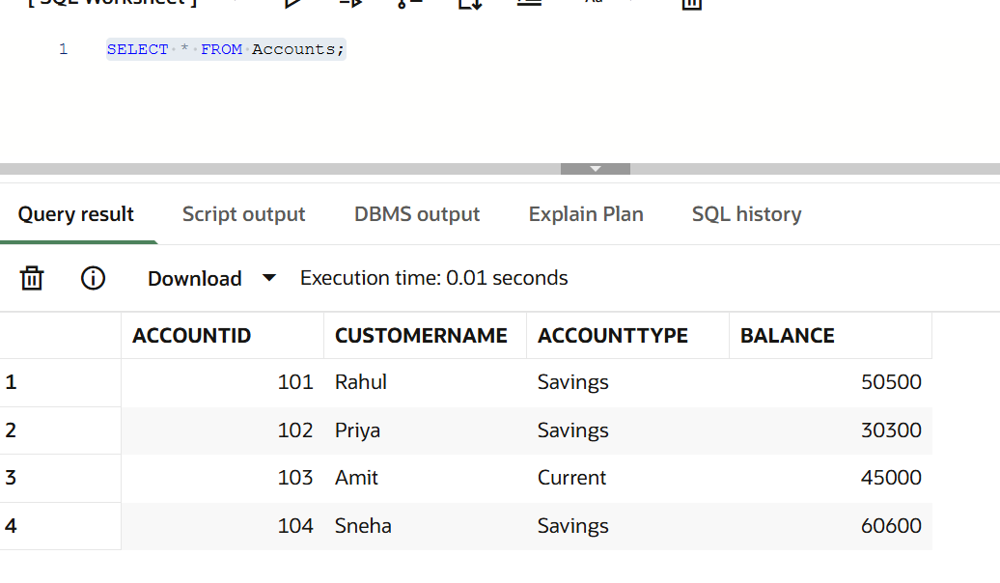 [ SQL Worksheet ]
Aa
1 SELECT * FROM Accounts;
Query result Script output DBMS output Explain Plan SQL history
Download Execution time: 0.01 seconds
ACCOUNTID CUSTOMERNAME ACCOUNTTYPE BALANCE
1 101 Rahul Savings 50500
2 102 Priya Savings 30300
3 103 Amit Current 45000
4 104 Sneha Savings 60600